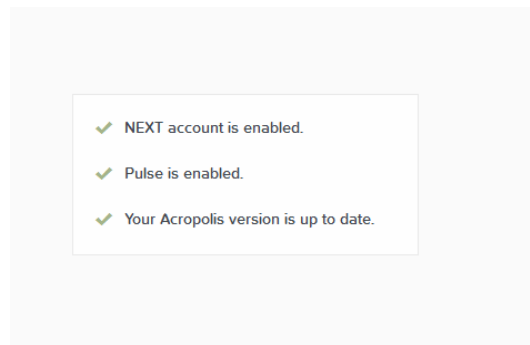 NEXT account is enabled.
Pulse is enabled.
Your Acropolis version is up to date.